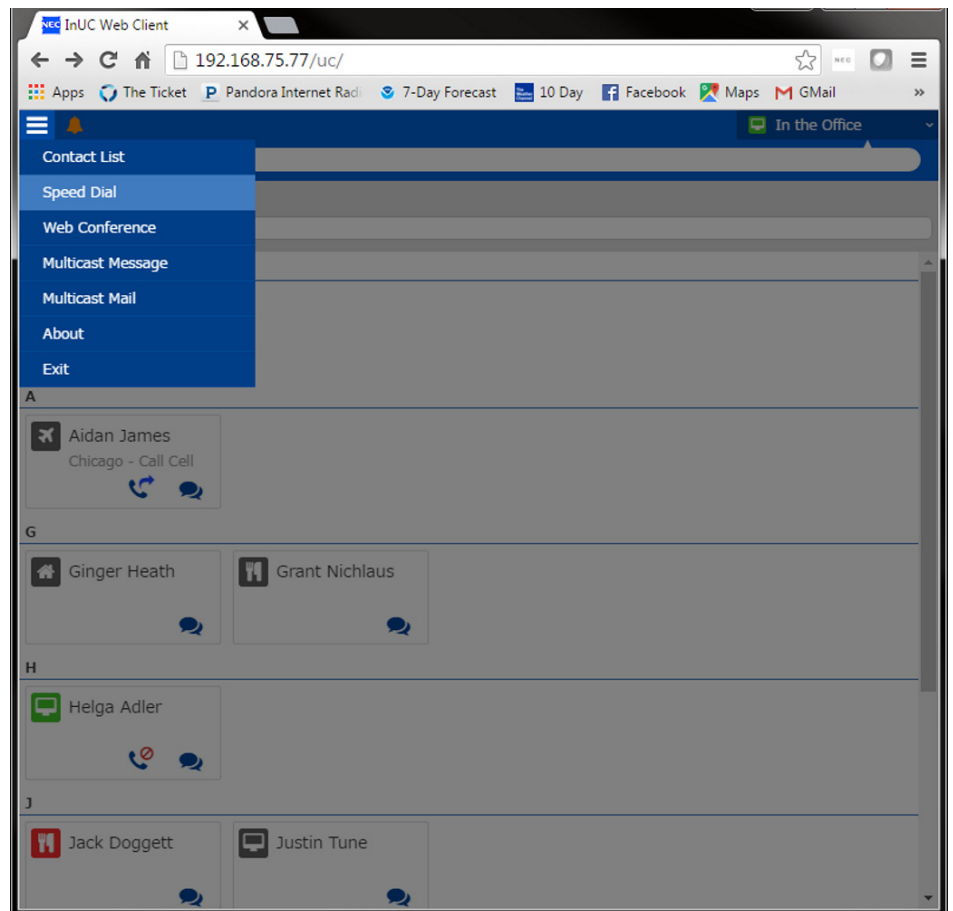 NEC InUC Web Client
192.168.75.77/uc/
NEC
Apps The Ticket P Pandora Internet Radi 7-Day Forecast 10 Day Facebook Maps GMail »
In the Office
Contact List
Speed Dial
Web Conference
Multicast Message
Multicast Mail
About
Exit
A
Aidan James
Chicago - Call Cell
G
Ginger Heath Grant Nichlaus
H
Helga Adler
J
Jack Doggett Justin Tune